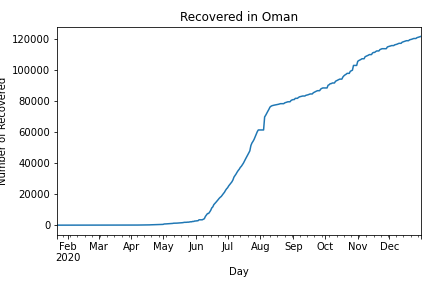 Recovered in Oman
Number of Recovered
120000
100000
80000
60000
40000
20000
0
Feb Mar Apr May Jun Jul Aug Sep Oct Nov Dec
2020
Day